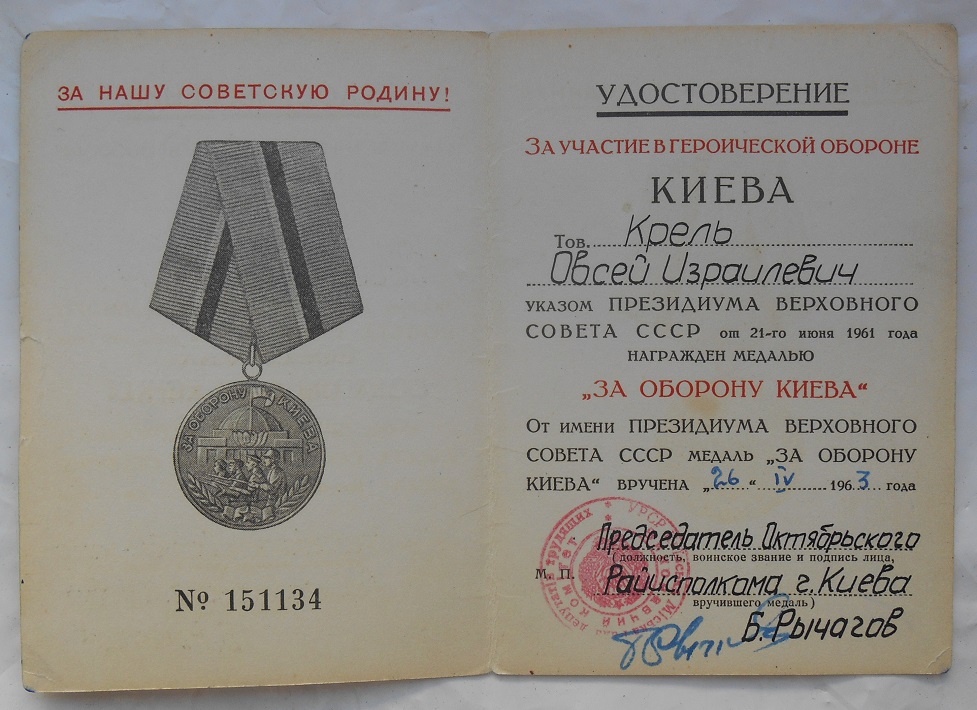 ЗА НАШУ СОВЕТСКУЮ РОДИНУ!
ЗА ОБОРОНУ КИЕВА
№ 151134
УДОСТОВЕРЕНИЕ
ЗА УЧАСТИЕ В ГЕРОИЧЕСКОЙ ОБОРОНЕ
КИЕВА
Тов. Крель
Овсей Израилевич
УКАЗОМ ПРЕЗИДИУМА ВЕРХОВНОГО
СОВЕТА СССР от 21-го июня 1961 года
НАГРАЖДЕН МЕДАЛЬЮ
„ЗА ОБОРОНУ КИЕВА“
От имени ПРЕЗИДИУМА ВЕРХОВНОГО
СОВЕТА СССР МЕДАЛЬ „ЗА ОБОРОНУ
КИЕВА“ ВРУЧЕНА „26“ IV 1963 года
Председатель Октябрьского
(должность, воинское звание и подпись лица,
М. П. Райисполкома г. Киева
вручившего медаль)
Б. Рычагов
УРСР
депутатів трудящих